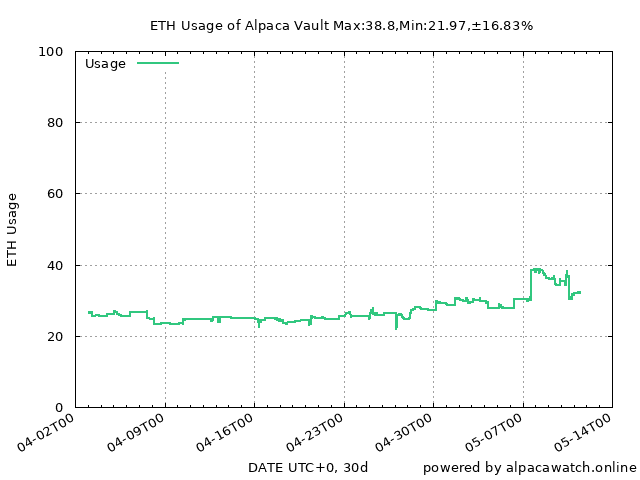 ETH Usage of Alpaca Vault Max:38.8,Min:21.97,±16.83%
Usage
100
80
60
40
20
0
ETH Usage
04-02T00
04-09T00
04-16T00
04-23T00
04-30T00
05-07T00
05-14T00
DATE UTC+0, 30d
powered by alpacawatch.online